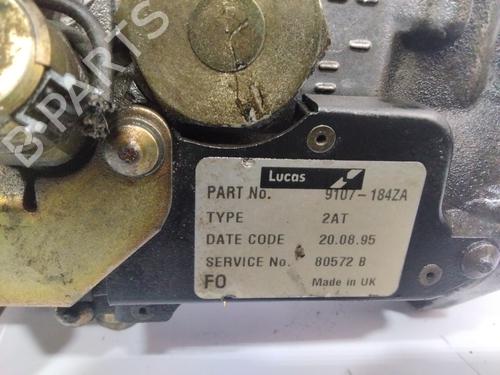 Lucas
PART No. 9107-184ZA
TYPE 2AT
DATE CODE 20.08.95
SERVICE No. 80572 B
FO Made in UK